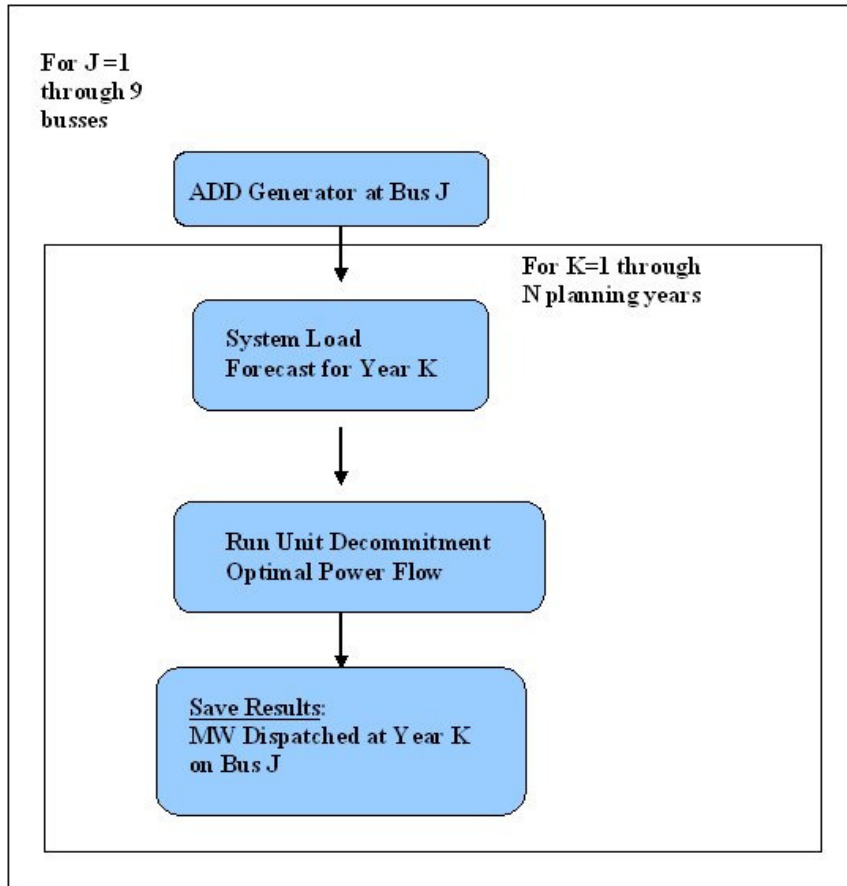 For J=1
through 9
busses
ADD Generator at Bus J
For K=1 through
N planning years
System Load
Forecast for Year K
Run Unit Decommitment
Optimal Power Flow
Save Results:
MW Dispatched at Year K
on Bus J